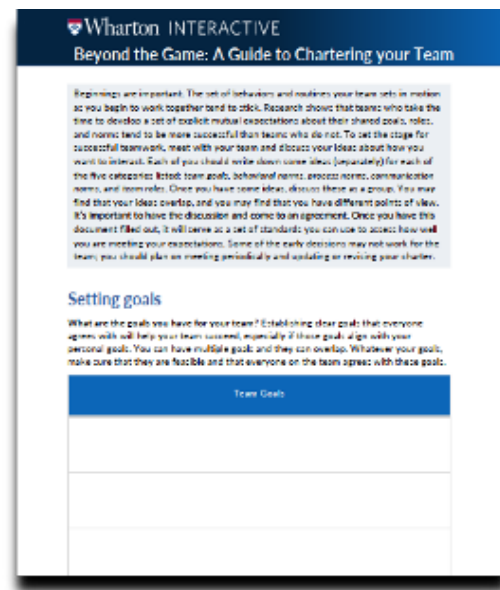 Wharton INTERACTIVE
Beyond the Game: A Guide to Chartering your Team
Beginnings are important. The set of behaviors and routines your team sets in motion
as you begin to work together tend to stick. Research shows that teams who take the
time to develop a set of explicit mutual expectations about their shared goals, roles,
and norms tend to be more successful than teams who do not. To set the stage for
successful teamwork, meet with your team and discuss your ideas about how you
want to interact. Each of you should write down some ideas (separately) for each of
the five categories listed: team goals, behavioral norms, process norms, communication
norms, and team roles. Once you have some ideas, discuss these as a group. You may
find that your ideas overlap, and you may find that you have different points of view.
It's important to have the discussion and come to an agreement. Once you have this
document filled out, it will serve as a set of standards you can use to assess how well
you are meeting your expectations. Some of the early decisions may not work for the
team; you should plan on meeting periodically and updating or revising your charter.
Setting goals
What are the goals you have for your team? Establishing clear goals that everyone
agrees with will help your team succeed, especially if those goals align with your
personal goals. You can have multiple goals and they can overlap. Whatever your goals,
make sure that they are feasible and that everyone on the team agrees with these goals.
Team Goals